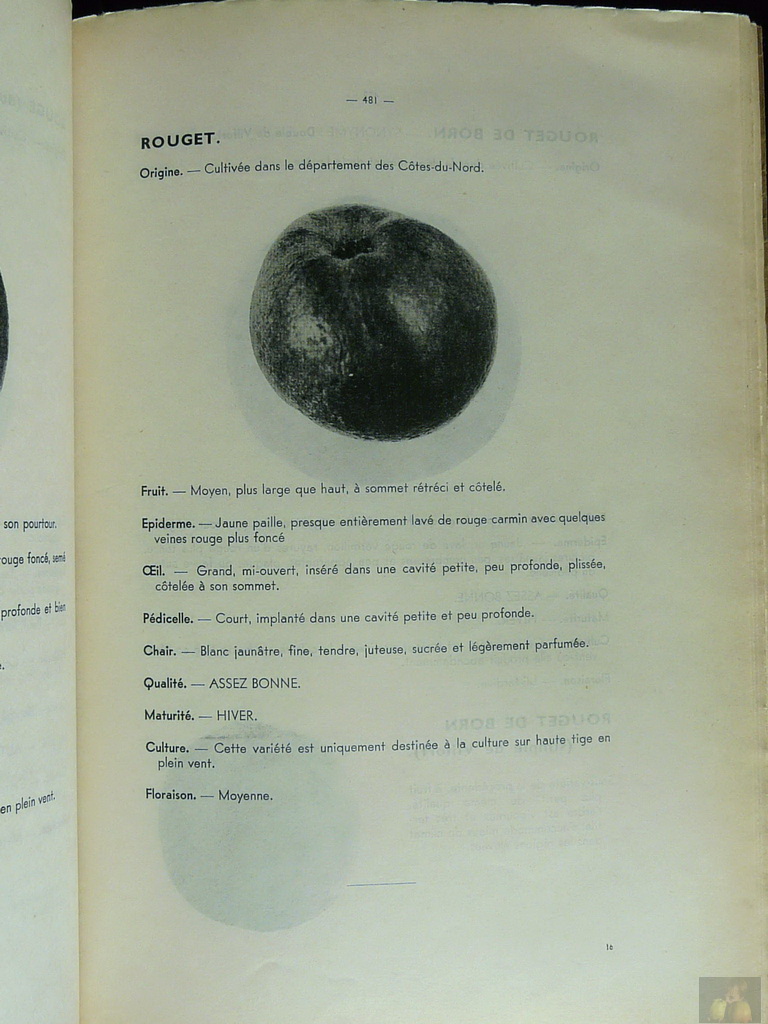 — 481 —
ROUGET.
Origine. — Cultivée dans le département des Côtes-du-Nord.
Fruit. — Moyen, plus large que haut, à sommet rétréci et côtelé.
Epiderme. — Jaune paille, presque entièrement lavé de rouge carmin avec quelques
veines rouge plus foncé
Œil. — Grand, mi-ouvert, inséré dans une cavité petite, peu profonde, plissée,
côtelée à son sommet.
Pédicelle. — Court, implanté dans une cavité petite et peu profonde.
Chair. — Blanc jaunâtre, fine, tendre, juteuse, sucrée et légèrement parfumée.
Qualité. — ASSEZ BONNE.
Maturité. — HIVER.
Culture. — Cette variété est uniquement destinée à la culture sur haute tige en
plein vent.
Floraison. — Moyenne.
son pourtour.
rouge foncé, semé
profonde et bien
en plein vent.